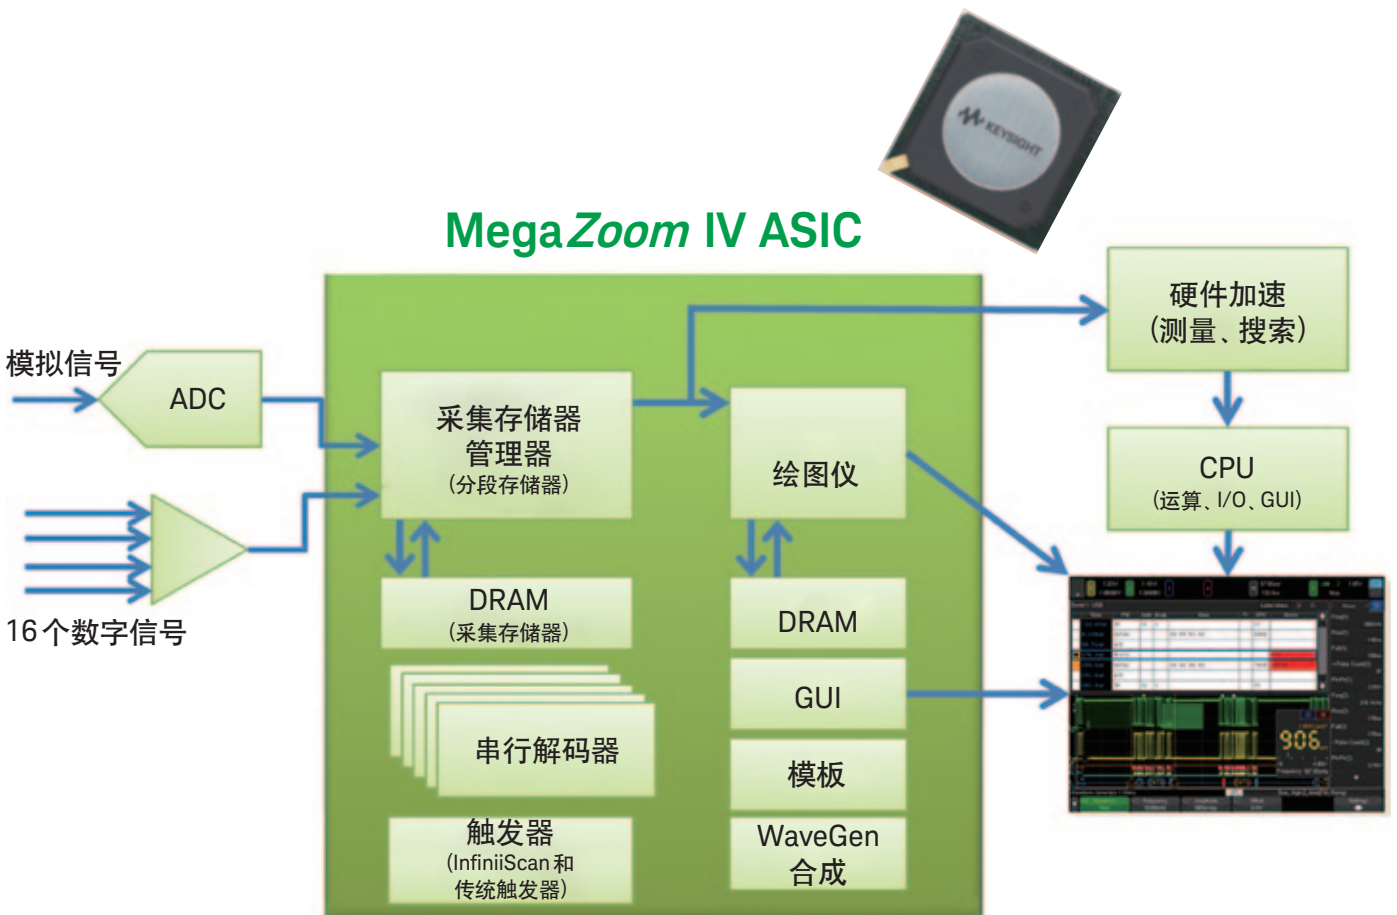 KEYSIGHT
MegaZoom IV ASIC
硬件加速
(测量、搜索)
模拟信号
ADC
采集存储器
管理器
(分段存储器)
绘图仪
CPU
(运算、I/O、GUI)
16个数字信号
DRAM
(采集存储器)
DRAM
GUI
串行解码器
模板
触发器
(InfiniiScan和
传统触发器)
WaveGen
合成
906